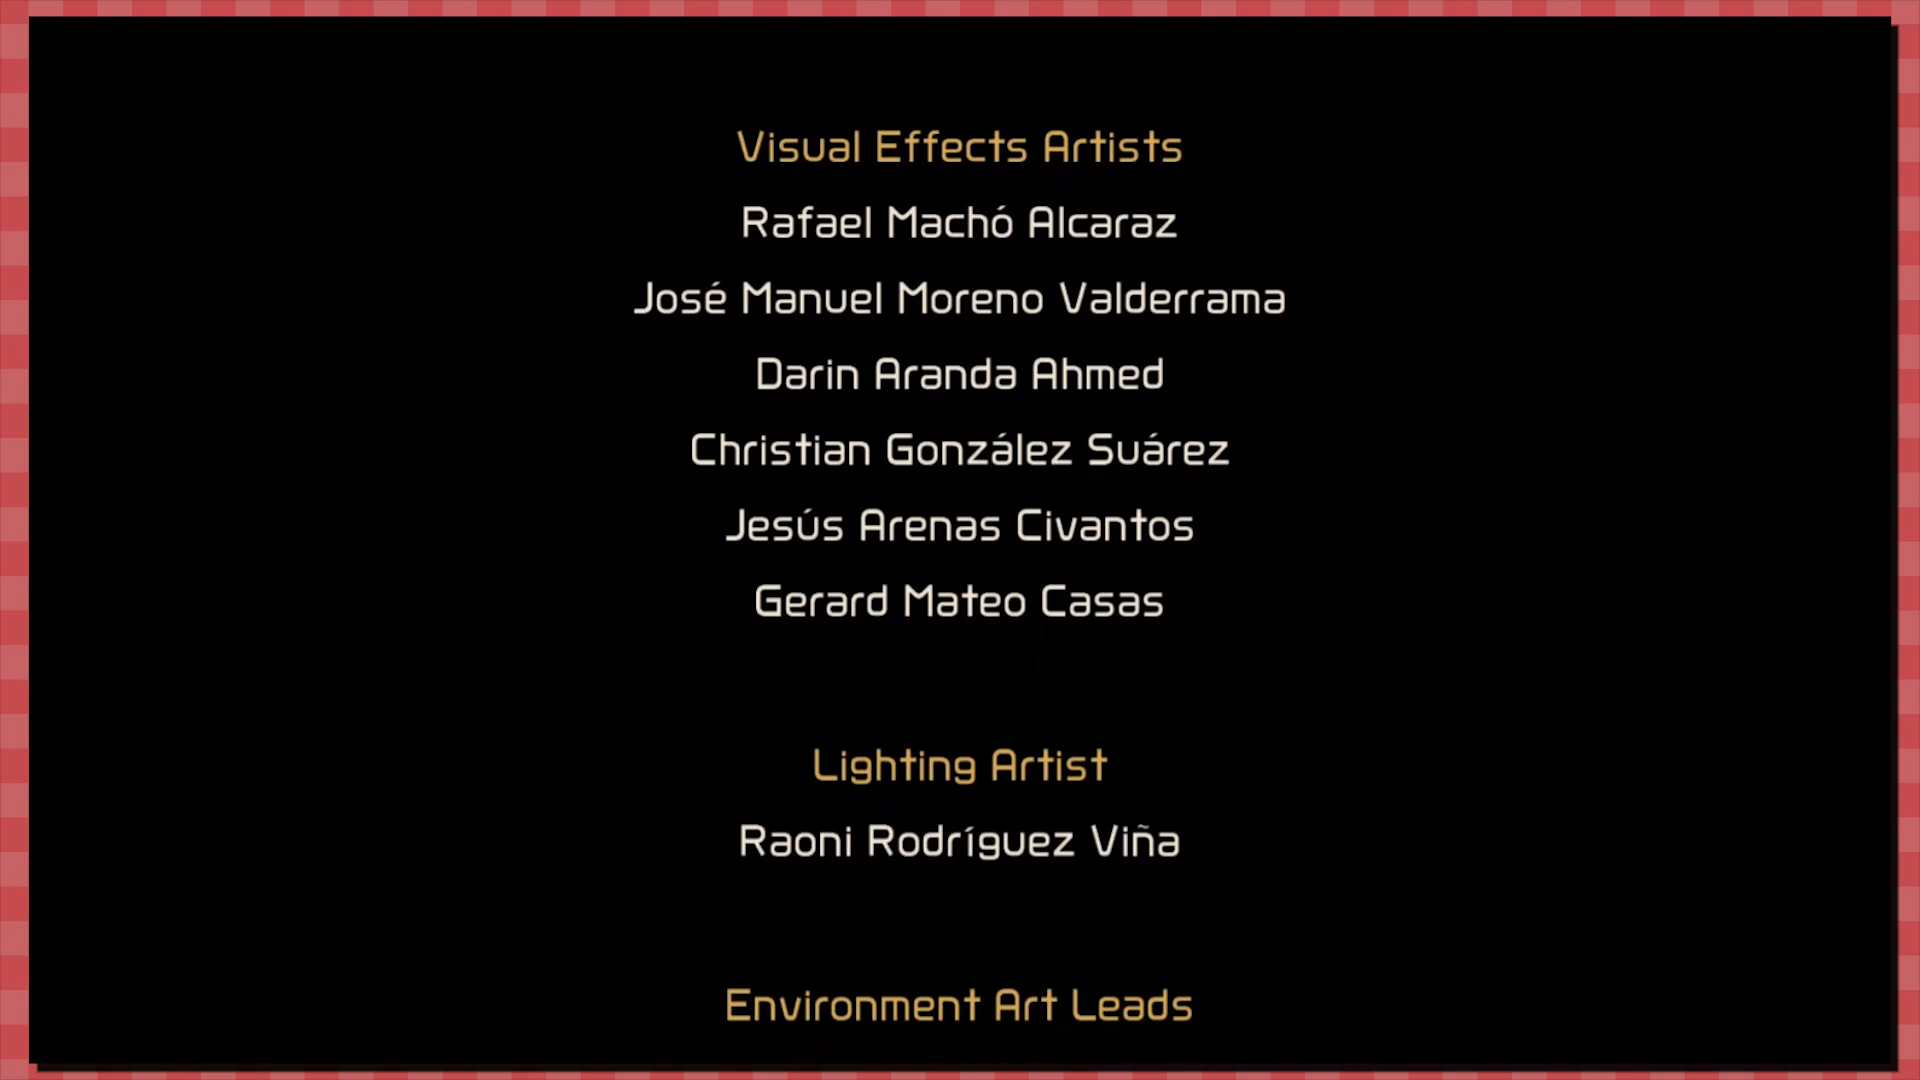 Visual Effects Artists
Rafael Machó Alcaraz
José Manuel Moreno Valderrama
Darin Aranda Ahmed
Christian González Suárez
Jesús Arenas Civantos
Gerard Mateo Casas
Lighting Artist
Raoni Rodríguez Viña
Environment Art Leads